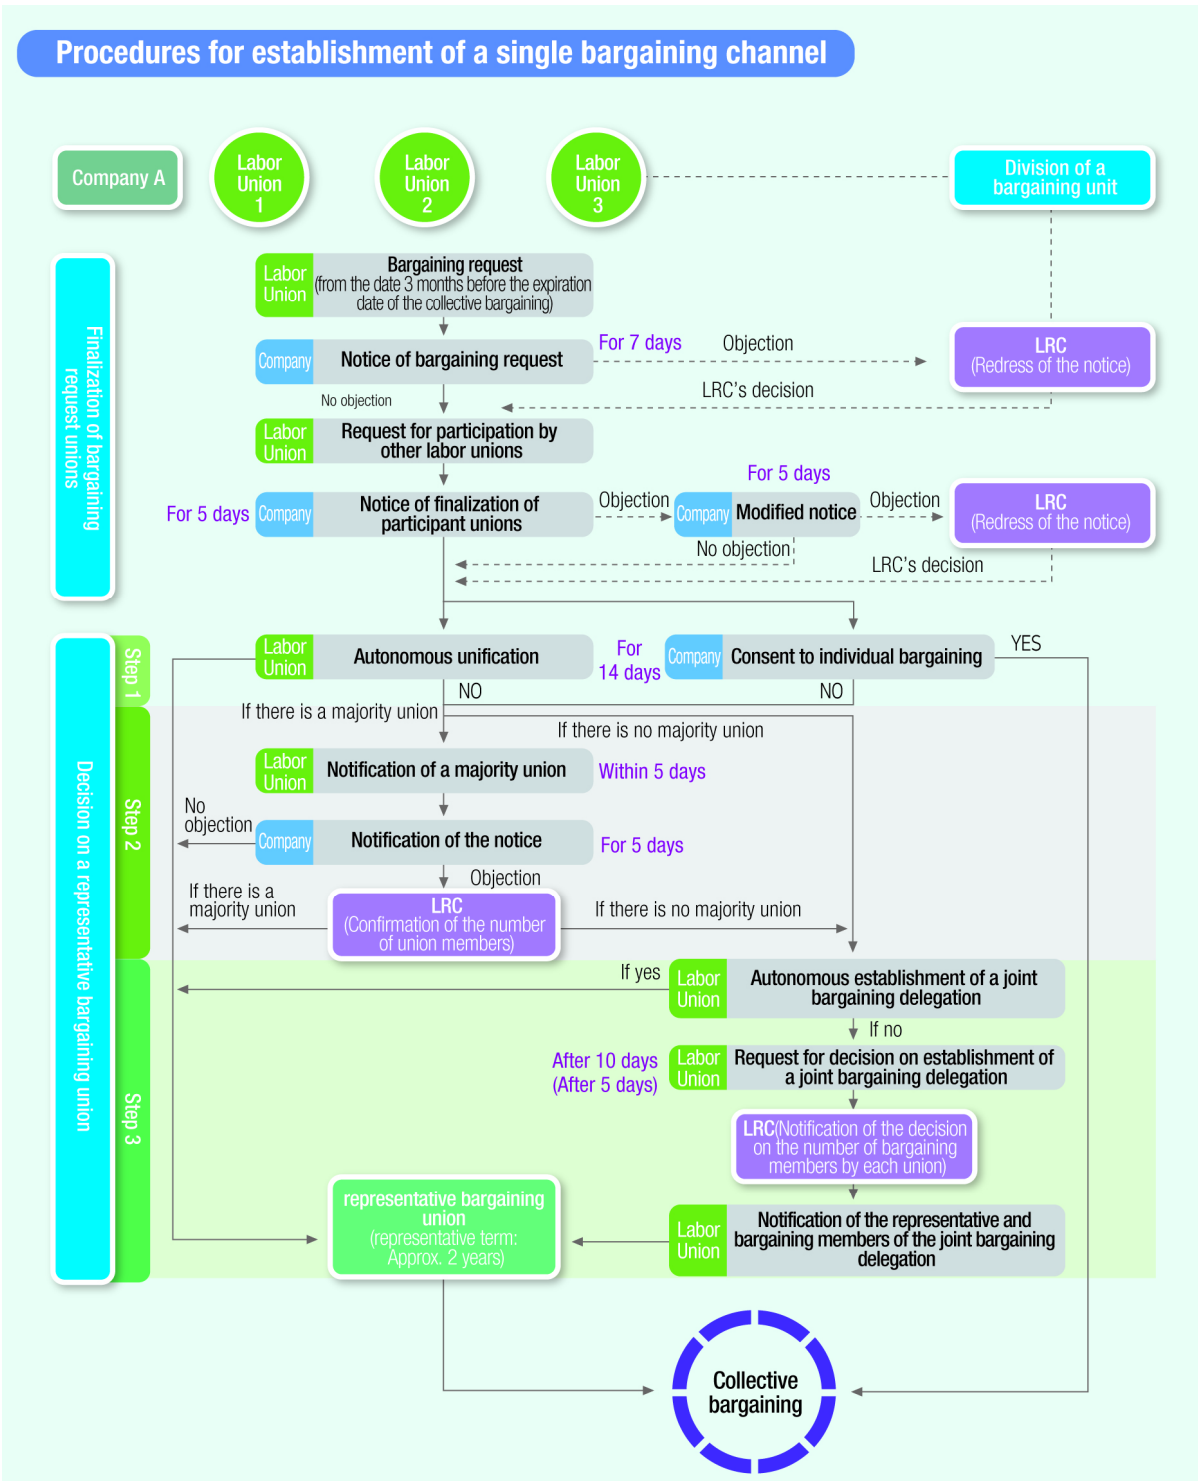 Procedures for establishment of a single bargaining channel
Company A
Labor
Union
1
Labor
Union
2
Labor
Union
3
Division of a
bargaining unit
Finalization of bargaining
request unions
Labor
Union
Bargaining request
(from the date 3 months before the expiration
date of the collective bargaining)
Company
Notice of bargaining request
For 7 days
Objection
LRC
(Redress of the notice)
LRC's decision
No objection
Labor
Union
Request for participation by
other labor unions
For 5 days
For 5 days
Company
Notice of finalization of
participant unions
Objection
Company
Modified notice
Objection
LRC
(Redress of the notice)
No objection
LRC's decision
Decision on a representative bargaining union
Step 1
Labor
Union
Autonomous unification
For
14 days
Company
Consent to individual bargaining
YES
NO
NO
Step 2
If there is a majority union
If there is no majority union
Labor
Union
Notification of a majority union
Within 5 days
No
objection
Company
Notification of the notice
For 5 days
Objection
If there is a
majority union
LRC
(Confirmation of the number
of union members)
If there is no majority union
Step 3
If yes
Labor
Union
Autonomous establishment of a joint
bargaining delegation
If no
After 10 days
(After 5 days)
Labor
Union
Request for decision on establishment of
a joint bargaining delegation
LRC(Notification of the decision
on the number of bargaining
members by each union)
representative bargaining
union
(representative term:
Approx. 2 years)
Labor
Union
Notification of the representative and
bargaining members of the joint bargaining
delegation
Collective
bargaining